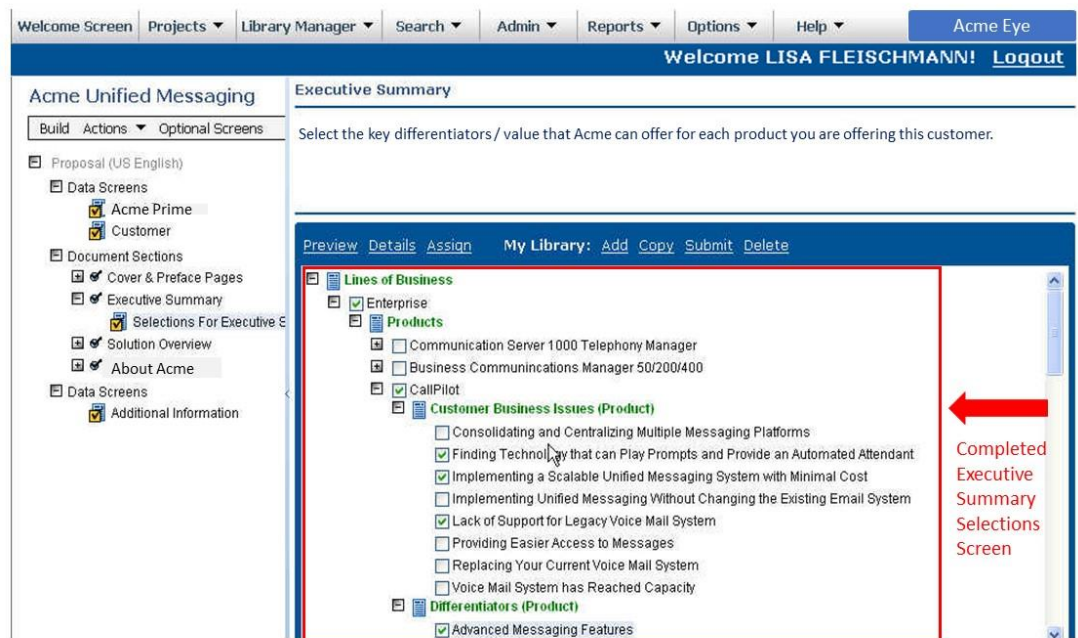 Welcome Screen Projects Library Manager Search Admin Reports Options Help Acme Eye
Welcome LISA FLEISCHMANN! Logout
Acme Unified Messaging
Build Actions Optional Screens
Proposal (US English)
Data Screens
Acme Prime
Customer
Document Sections
Cover & Preface Pages
Executive Summary
Selections For Executive S
Solution Overview
About Acme
Data Screens
Additional Information
Executive Summary
Select the key differentiators / value that Acme can offer for each product you are offering this customer.
Preview Details Assign My Library: Add Copy Submit Delete
Lines of Business
Enterprise
Products
Communication Server 1000 Telephony Manager
Business Communincations Manager 50/200/400
CallPilot
Customer Business Issues (Product)
Consolidating and Centralizing Multiple Messaging Platforms
Finding Technology that can Play Prompts and Provide an Automated Attendant
Implementing a Scalable Unified Messaging System with Minimal Cost
Implementing Unified Messaging Without Changing the Existing Email System
Lack of Support for Legacy Voice Mail System
Providing Easier Access to Messages
Replacing Your Current Voice Mail System
Voice Mail System has Reached Capacity
Differentiators (Product)
Advanced Messaging Features
Completed
Executive
Summary
Selections
Screen